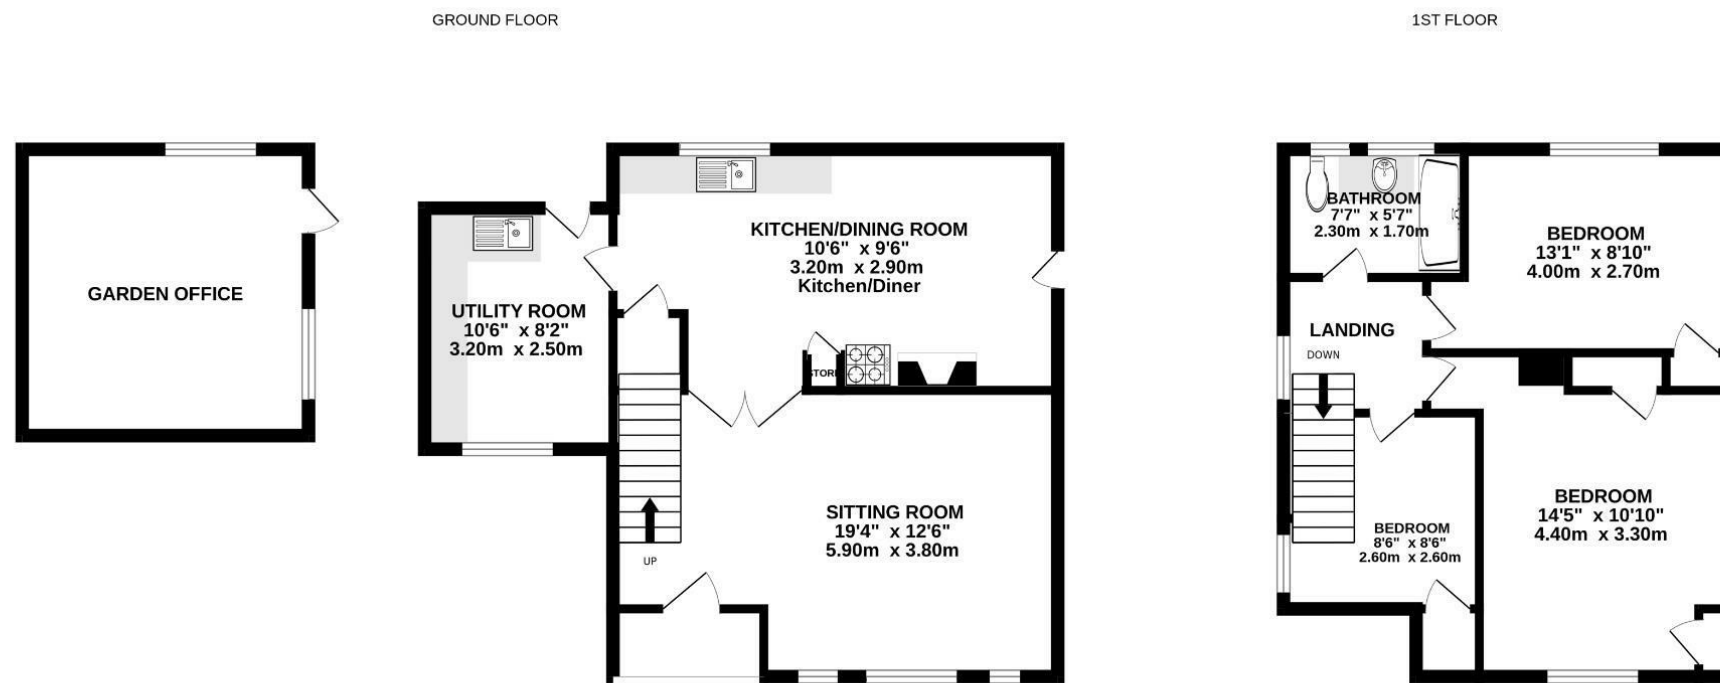 GROUND FLOOR
1ST FLOOR
GARDEN OFFICE
UTILITY ROOM
10'6" x 8'2"
3.20m x 2.50m
KITCHEN/DINING ROOM
10'6" x 9'6"
3.20m x 2.90m
Kitchen/Diner
STORE
SITTING ROOM
19'4" x 12'6"
5.90m x 3.80m
UP
BATHROOM
7'7" x 5'7"
2.30m x 1.70m
BEDROOM
13'1" x 8'10"
4.00m x 2.70m
LANDING
DOWN
BEDROOM
8'6" x 8'6"
2.60m x 2.60m
BEDROOM
14'5" x 10'10"
4.40m x 3.30m